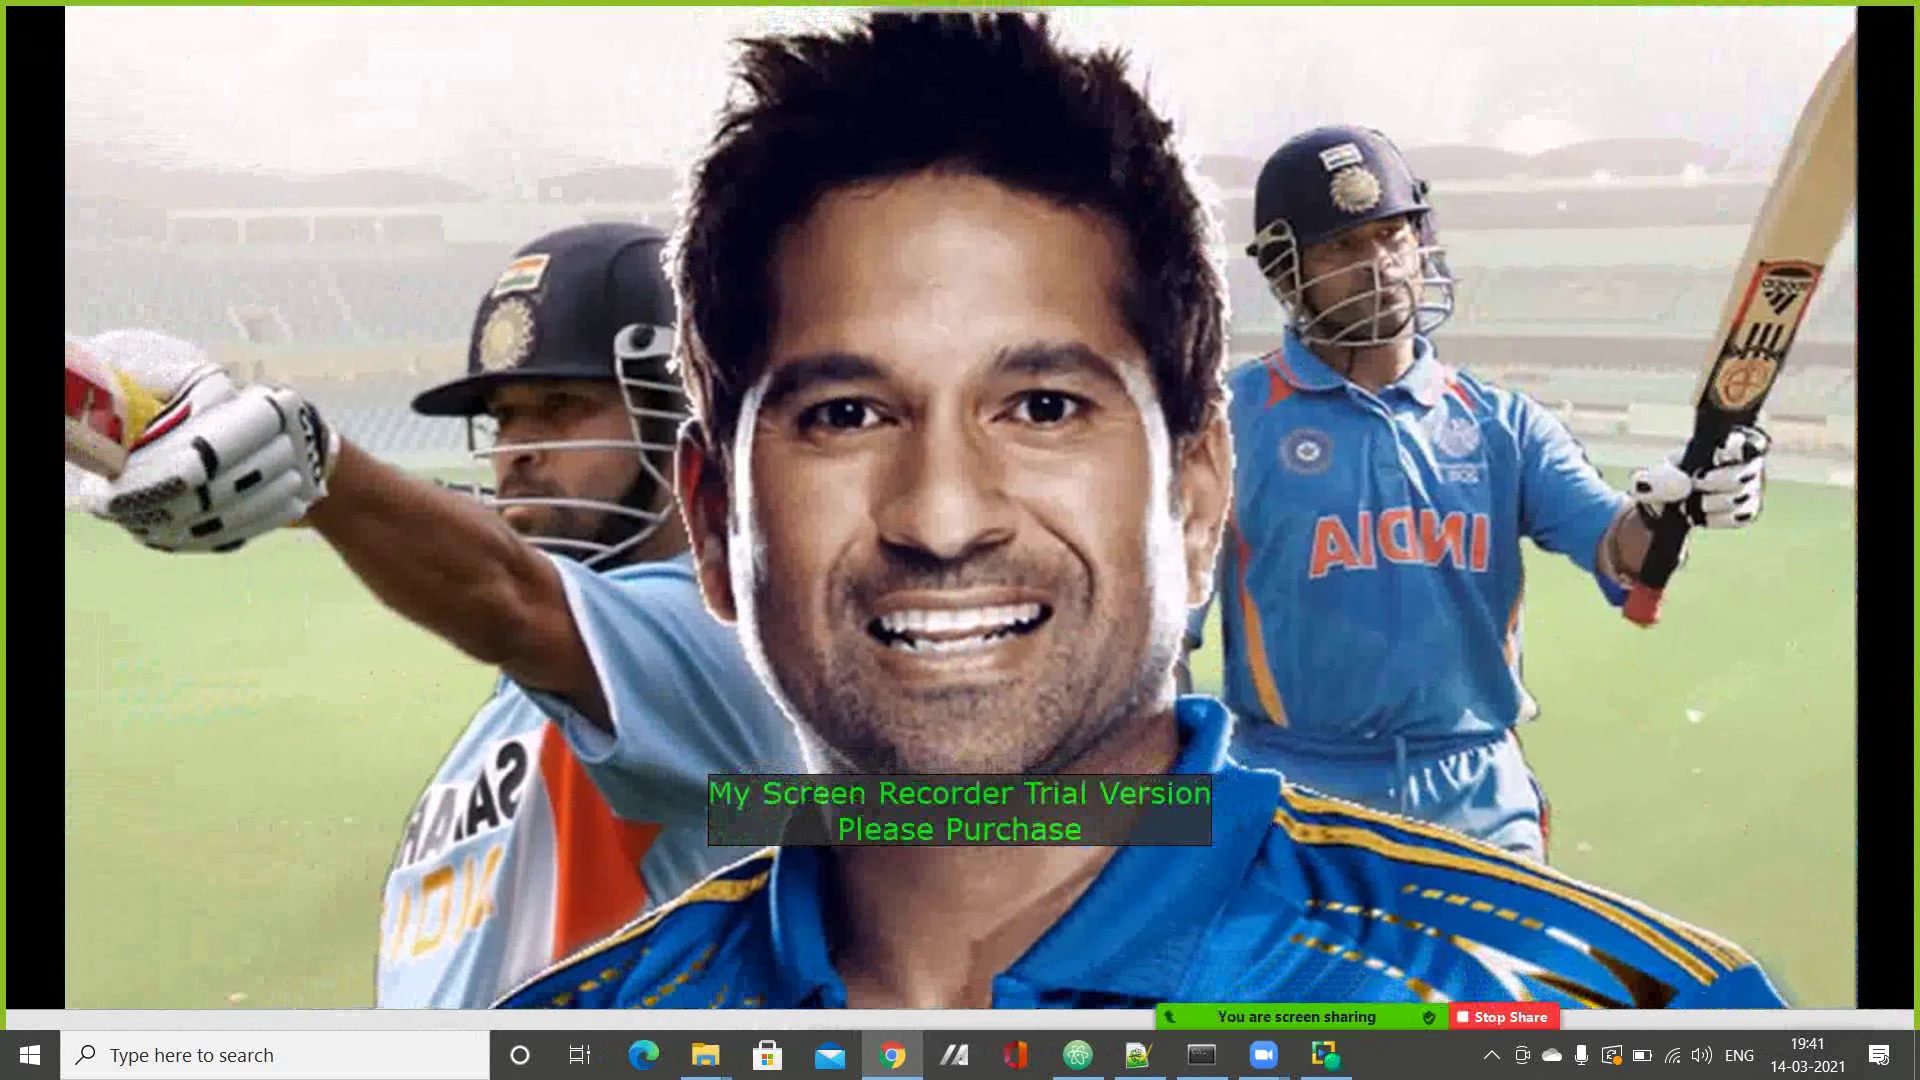 INDIA
SAHARA
My Screen Recorder Trial Version
Please Purchase
You are screen sharing
Stop Share
Type here to search
ENG
19:41
14-03-2021